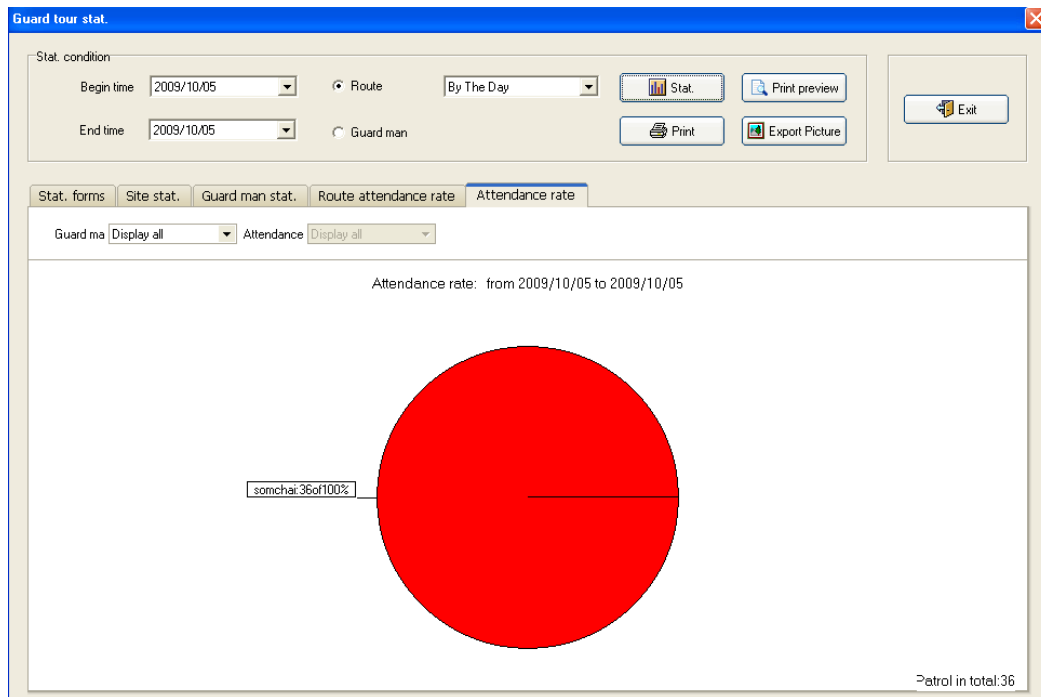 Guard tour stat.
Stat. condition
Begin time 2009/10/05 Route By The Day Stat. Print preview
Exit
End time 2009/10/05 Guard man Print Export Picture
Stat. forms Site stat. Guard man stat. Route attendance rate Attendance rate
Guard ma Display all Attendance Display all
Attendance rate: from 2009/10/05 to 2009/10/05
somchai:36of100%
Patrol in total:36